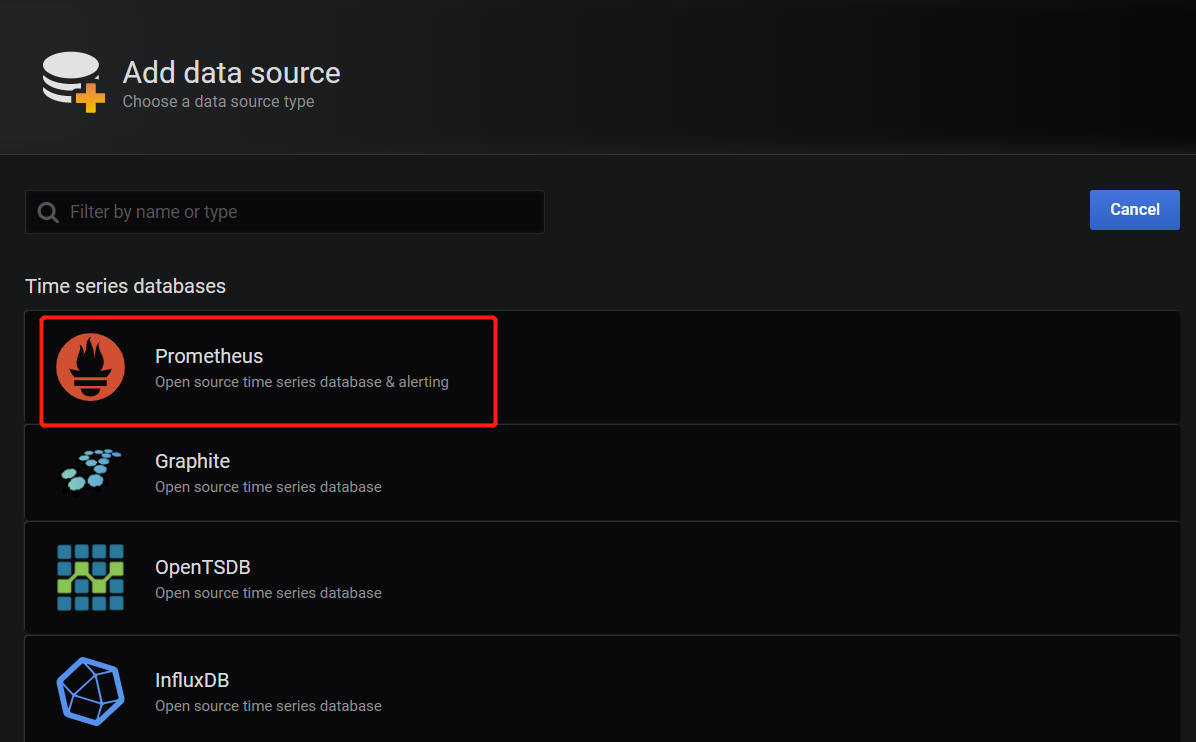 Add data source
Choose a data source type
Filter by name or type
Cancel
Time series databases
Prometheus
Open source time series database & alerting
Graphite
Open source time series database
OpenTSDB
Open source time series database
InfluxDB
Open source time series database